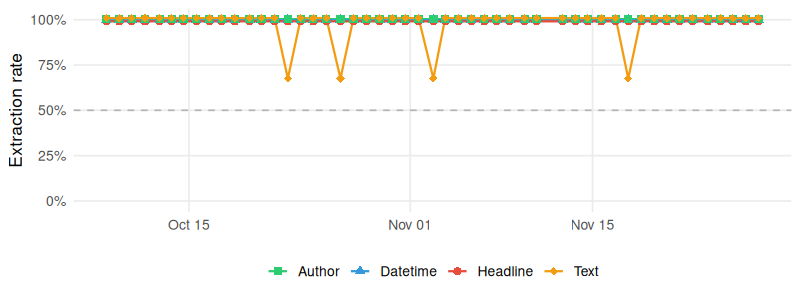 100%
75%
50%
25%
0%
Extraction rate
Oct 15 Nov 01 Nov 15
Author Datetime Headline Text